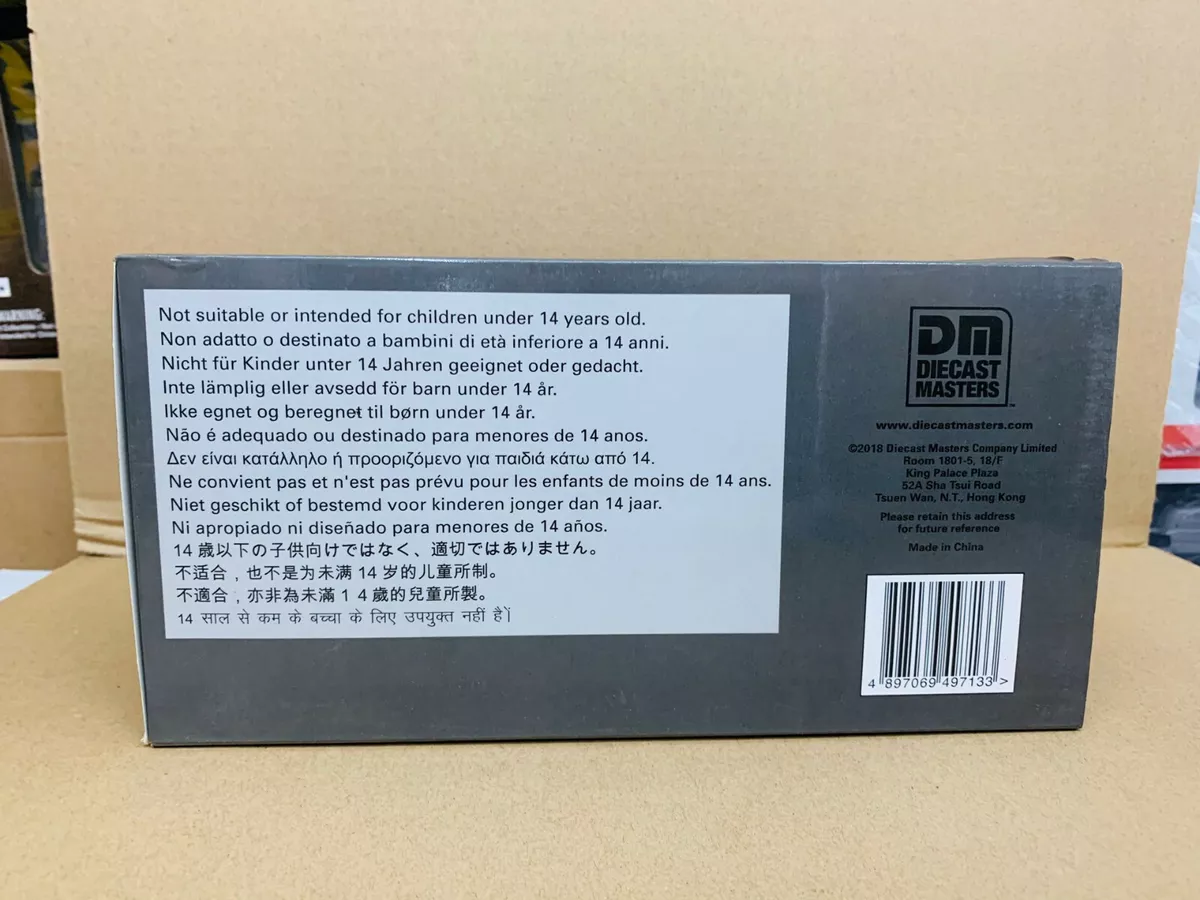 Not suitable or intended for children under 14 years old.
Non adatto o destinato a bambini di età inferiore a 14 anni.
Nicht für Kinder unter 14 Jahren geeignet oder gedacht.
Inte lämplig eller avsedd för barn under 14 år.
Ikke egnet og beregnet til børn under 14 år.
Não é adequado ou destinado para menores de 14 anos.
Δεν είναι κατάλληλο ή προοριζόμενο για παιδιά κάτω από 14.
Ne convient pas et n'est pas prévu pour les enfants de moins de 14 ans.
Niet geschikt of bestemd voor kinderen jonger dan 14 jaar.
Ni apropiado ni diseñado para menores de 14 años.
14 歳以下の子供向けではなく、適切ではありません。
不适合，也不是为未满 14 岁的儿童所制。
不適合，亦非為未滿 1 4 歲的兒童所製。
14 साल से कम के बच्चा के लिए उपयुक्त नहीं है।
DM
DIECAST
MASTERS™
www.diecastmasters.com
©2018 Diecast Masters Company Limited
Room 1801-5, 18/F
King Palace Plaza
52A Sha Tsui Road
Tsuen Wan, N.T., Hong Kong
Please retain this address
for future reference
Made in China
4 897069 497133 >
WARNING: